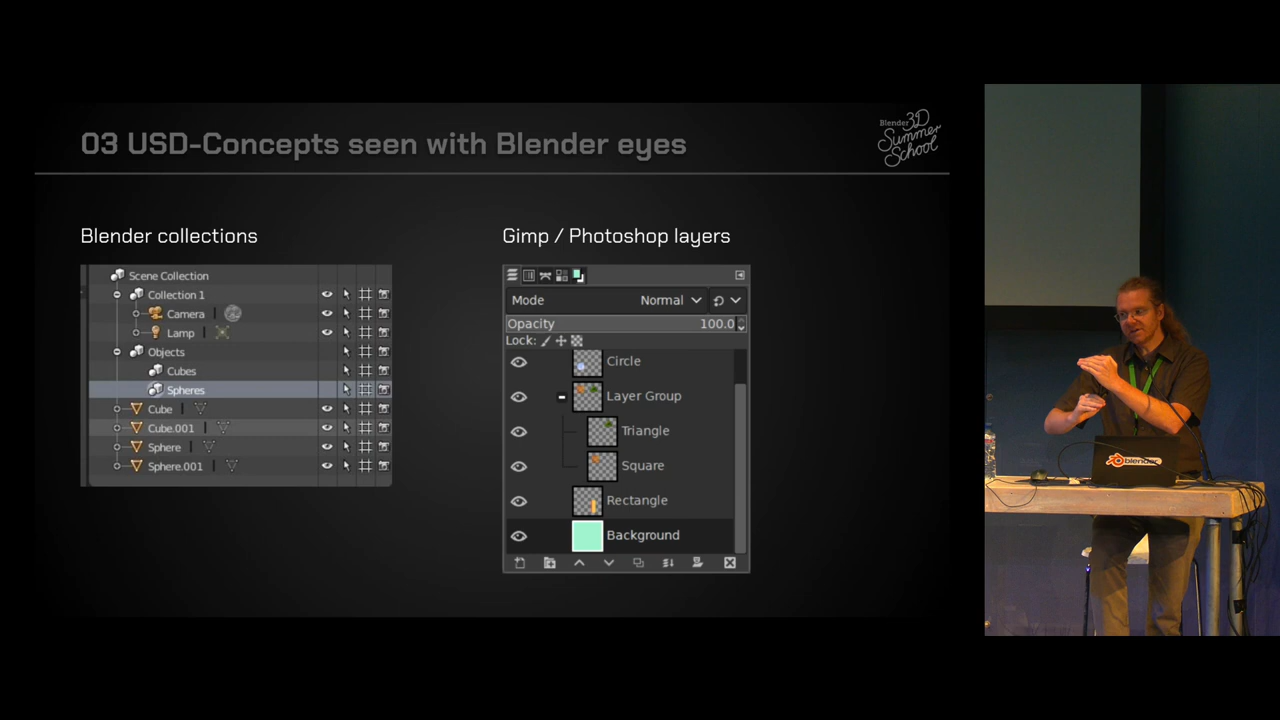 03 USD-Concepts seen with Blender eyes
Blender 3D
Summer
School
Blender collections
Scene Collection
Collection 1
Camera
Lamp
Objects
Cubes
Spheres
Cube
Cube.001
Sphere
Sphere.001
Gimp / Photoshop layers
Mode
Normal
Opacity
100.0
Lock:
Circle
Layer Group
Triangle
Square
Rectangle
Background
blender